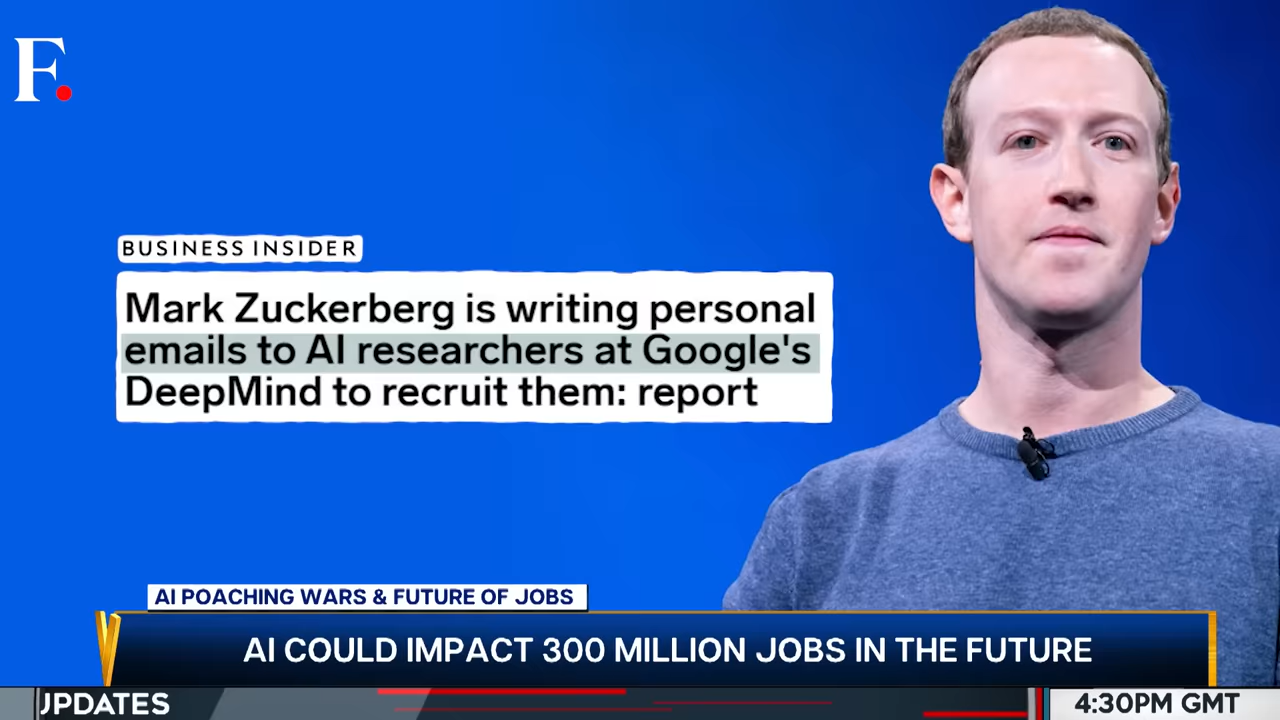 F.
BUSINESS INSIDER
Mark Zuckerberg is writing personal
emails to AI researchers at Google's
DeepMind to recruit them: report
AI POACHING WARS & FUTURE OF JOBS
AI COULD IMPACT 300 MILLION JOBS IN THE FUTURE
UPDATES
4:30PM GMT